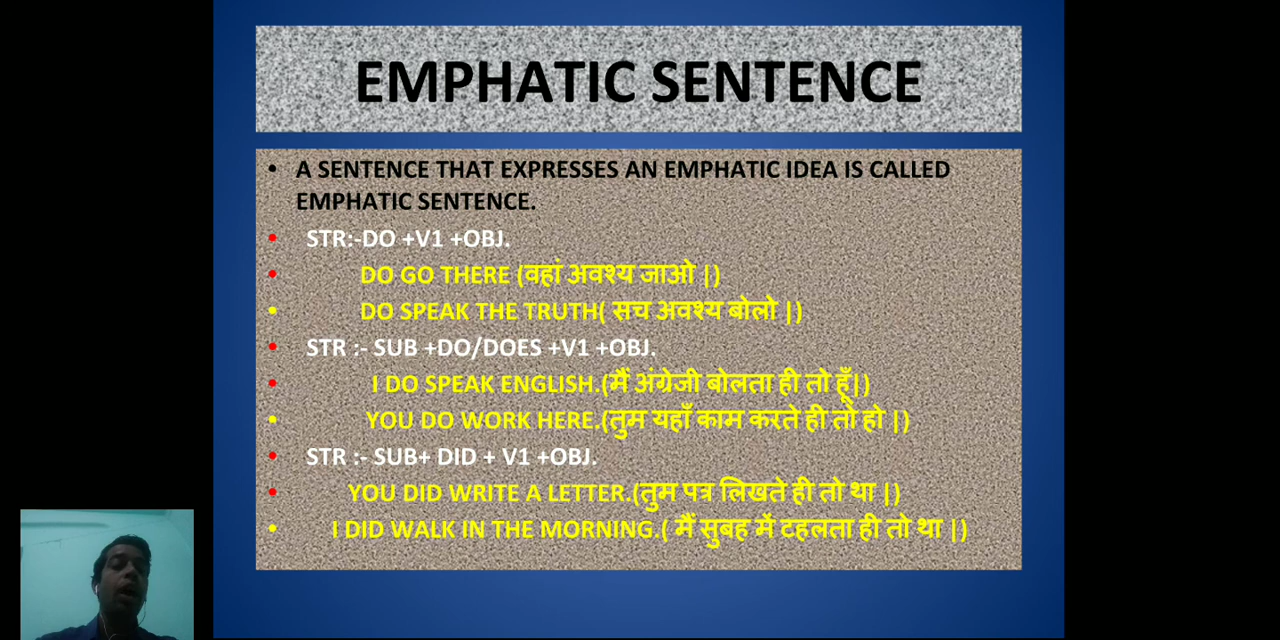 EMPHATIC SENTENCE
• A SENTENCE THAT EXPRESSES AN EMPHATIC IDEA IS CALLED
EMPHATIC SENTENCE.
• STR:-DO +V1 +OBJ.
• DO GO THERE (वहां अवश्य जाओ |)
• DO SPEAK THE TRUTH( सच अवश्य बोलो |)
• STR :- SUB +DO/DOES +V1 +OBJ.
• I DO SPEAK ENGLISH.(मैं अंग्रेजी बोलता ही तो हूँ|)
• YOU DO WORK HERE.(तुम यहाँ काम करते ही तो हो |)
• STR :- SUB+ DID + V1 +OBJ.
• YOU DID WRITE A LETTER.(तुम पत्र लिखते ही तो था |)
• I DID WALK IN THE MORNING.( मैं सुबह में टहलता ही तो था |)